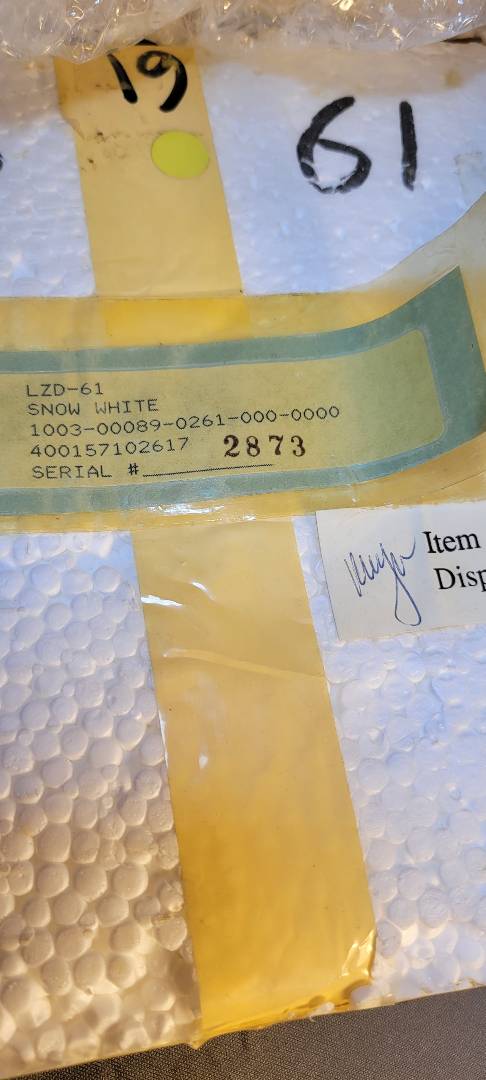 19
61
LZD-61
SNOW WHITE
1003-00089-0261-000-0000
400157102617 2873
SERIAL #
Item
Disp